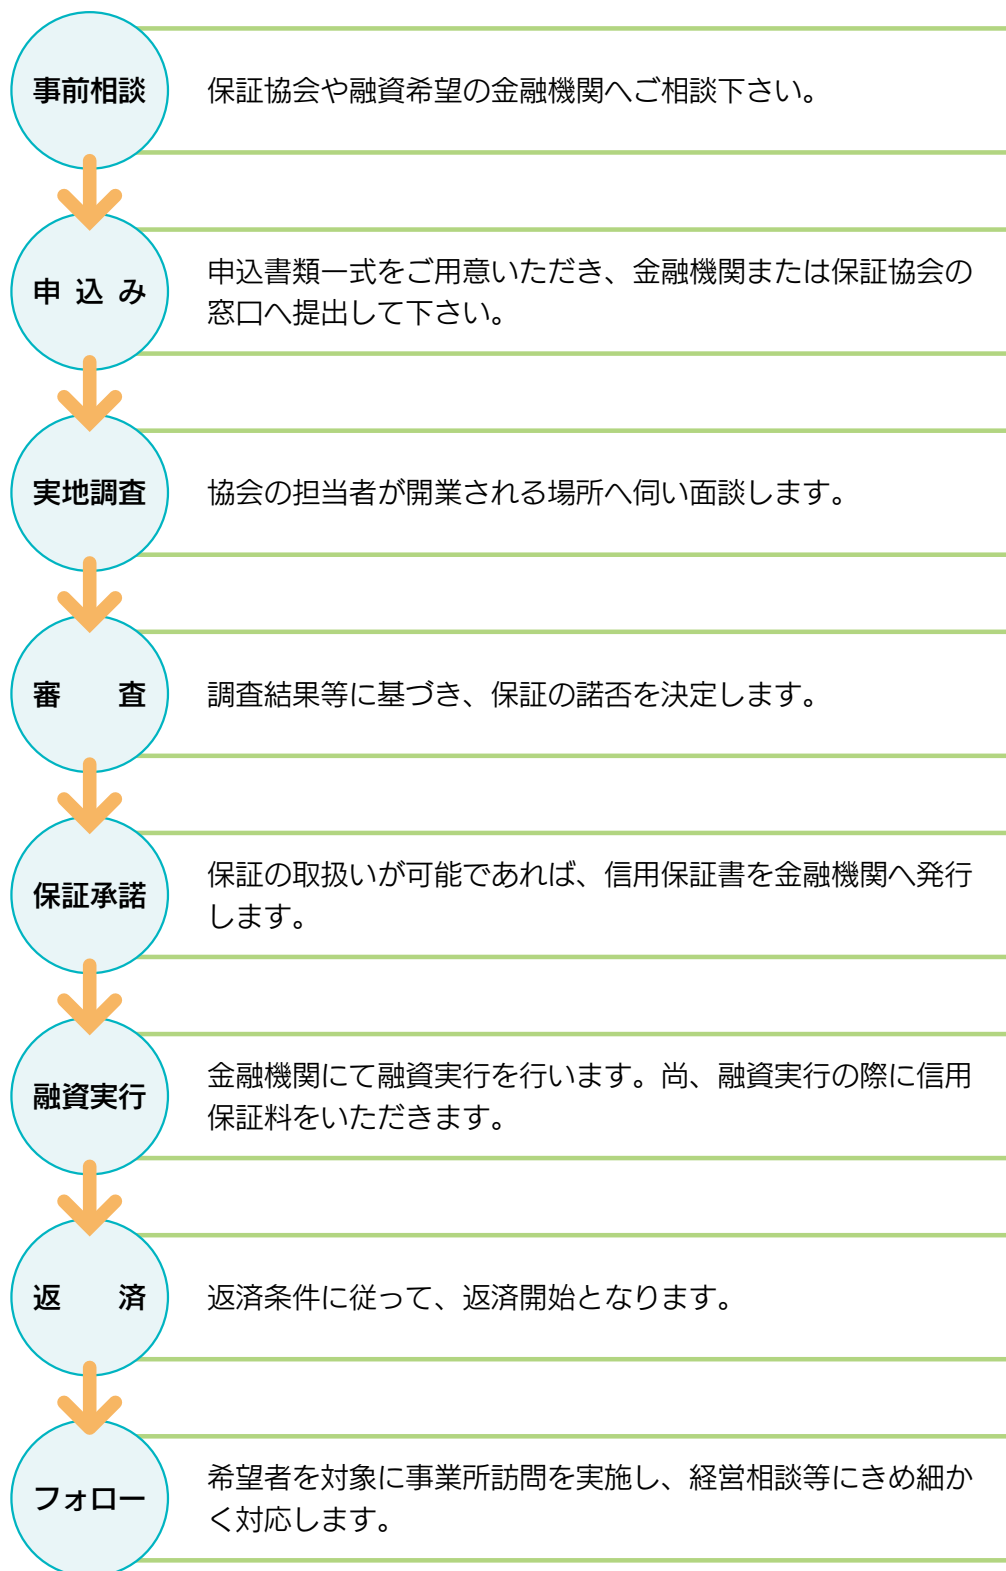 事前相談
保証協会や融資希望の金融機関へご相談下さい。
申込み
申込書類一式をご用意いただき、金融機関または保証協会の
窓口へ提出して下さい。
実地調査
協会の担当者が開業される場所へ伺い面談します。
審査
調査結果等に基づき、保証の諾否を決定します。
保証承諾
保証の取扱いが可能であれば、信用保証書を金融機関へ発行
します。
融資実行
金融機関にて融資実行を行います。尚、融資実行の際に信用
保証料をいただきます。
返済
返済条件に従って、返済開始となります。
フォロー
希望者を対象に事業所訪問を実施し、経営相談等にきめ細か
く対応します。